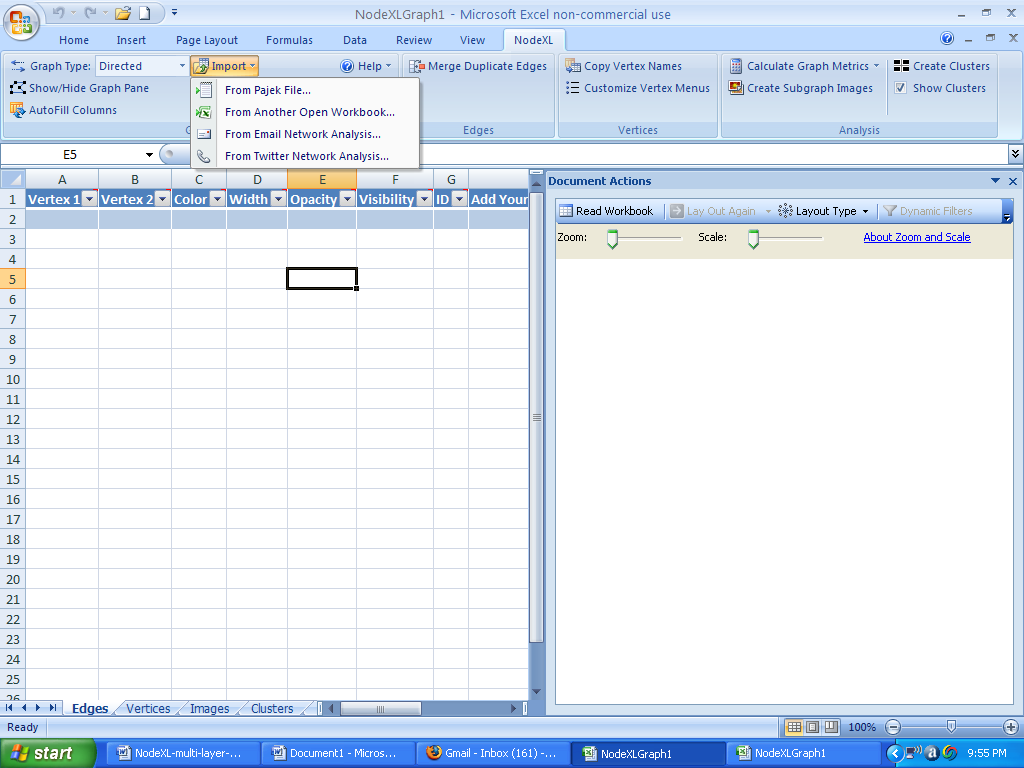 NodeXLGraph1 - Microsoft Excel non-commercial use
Home Insert Page Layout Formulas Data Review View NodeXL
Graph Type: Directed Import Help Merge Duplicate Edges Copy Vertex Names Calculate Graph Metrics Create Clusters
Show/Hide Graph Pane From Pajek File... Customize Vertex Menus Create Subgraph Images Show Clusters
AutoFill Columns From Another Open Workbook...
From Email Network Analysis... Edges Vertices Analysis
E5 From Twitter Network Analysis...
A B C D E F G Document Actions
1 Vertex 1 Vertex 2 Color Width Opacity Visibility ID Add Your
Read Workbook Lay Out Again Layout Type Dynamic Filters
2
Zoom: Scale: About Zoom and Scale
3
4
5
6
7
8
9
10
11
12
13
14
15
16
17
18
19
20
21
22
23
24
25
26
Edges Vertices Images Clusters
Ready 100%
start NodeXL-multi-layer-... Document1 - Micros... Gmail - Inbox (161) -... NodeXLGraph1 NodeXLGraph1 9:55 PM